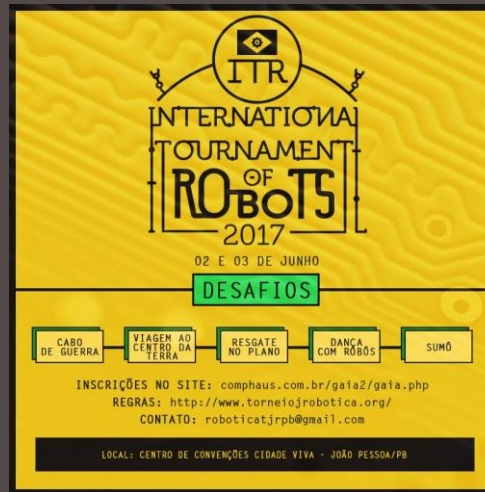 ITR
INTERNATIONAL
TOURNAMENT
OF
ROBOTS
2017
02 E 03 DE JUNHO
DESAFIOS
CABO
DE GUERRA
VIAGEM AO
CENTRO DA
TERRA
RESGATE
NO PLANO
DANÇA
COM ROBÔS
SUMÔ
INSCRIÇÕES NO SITE: comphaus.com.br/gaia2/gaia.php
REGRAS: http://www.torneiojrobotica.org/
CONTATO: roboticatjrpb@gmail.com
LOCAL: CENTRO DE CONVENÇÕES CIDADE VIVA - JOÃO PESSOA/PB